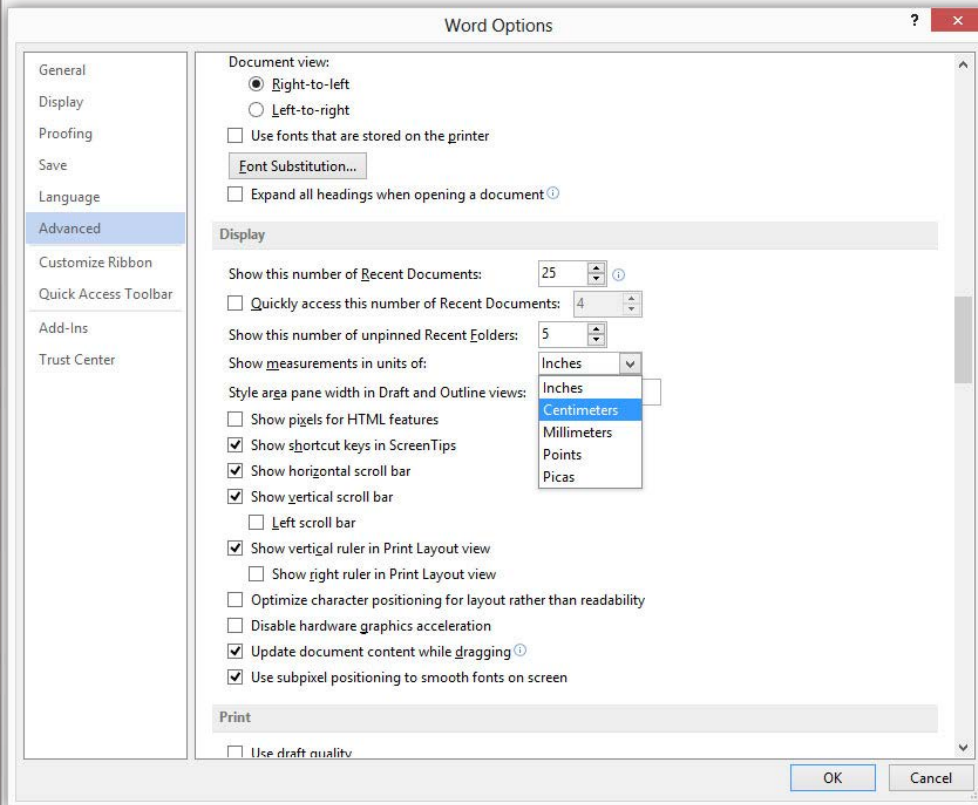 Word Options
?
General
Display
Proofing
Save
Language
Advanced
Customize Ribbon
Quick Access Toolbar
Add-Ins
Trust Center
Document view:
Right-to-left
Left-to-right
Use fonts that are stored on the printer
Font Substitution...
Expand all headings when opening a document
Display
Show this number of Recent Documents: 25
Quickly access this number of Recent Documents: 4
Show this number of unpinned Recent Folders: 5
Show measurements in units of: Inches
Inches
Style area pane width in Draft and Outline views:
Centimeters
Show pixels for HTML features
Millimeters
Show shortcut keys in ScreenTips
Points
Show horizontal scroll bar
Picas
Show vertical scroll bar
Left scroll bar
Show vertical ruler in Print Layout view
Show right ruler in Print Layout view
Optimize character positioning for layout rather than readability
Disable hardware graphics acceleration
Update document content while dragging
Use subpixel positioning to smooth fonts on screen
Print
Use draft quality
OK
Cancel